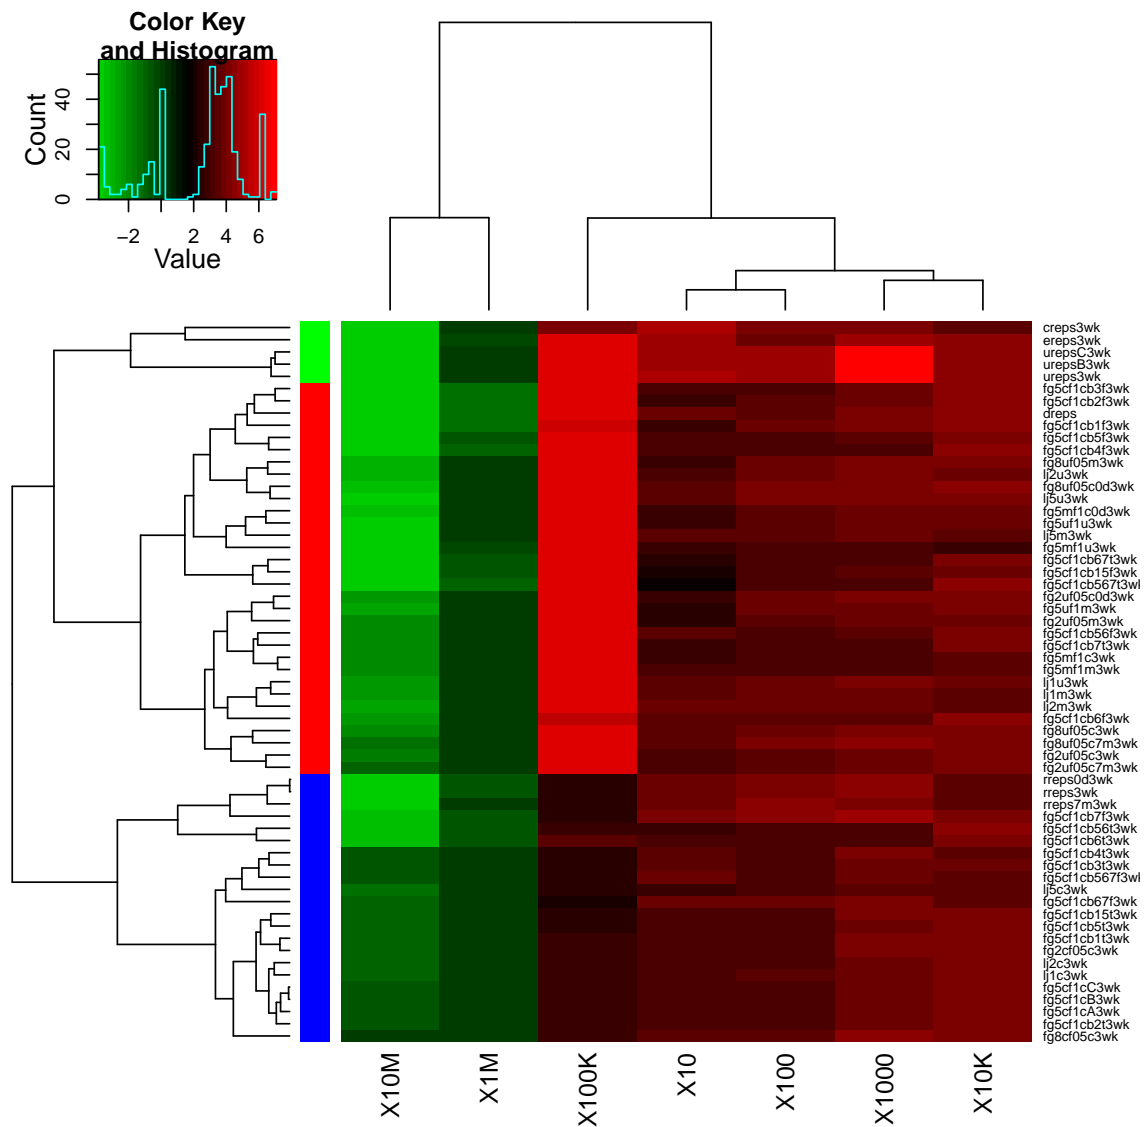 Color Key
and Histogram
Count
0
20
40
−2
2
4
6
Value
creps3wk
ereps3wk
urepsC3wk
urepsB3wk
ureps3wk
fg5cf1cb3f3wk
fg5cf1cb2f3wk
dreps
fg5cf1cb1f3wk
fg5cf1cb5f3wk
fg5cf1cb4f3wk
fg8uf05m3wk
lj2u3wk
fg8uf05c0d3wk
lj5u3wk
fg5mf1c0d3wk
fg5uf1u3wk
lj5m3wk
fg5mf1u3wk
fg5cf1cb67t3wk
fg5cf1cb15f3wk
fg5cf1cb567t3wk
fg2uf05c0d3wk
fg5uf1m3wk
fg2uf05m3wk
fg5cf1cb56f3wk
fg5cf1cb7t3wk
fg5mf1c3wk
fg5mf1m3wk
lj1u3wk
lj1m3wk
lj2m3wk
fg5cf1cb6f3wk
fg8uf05c3wk
fg8uf05c7m3wk
fg2uf05c3wk
fg2uf05c7m3wk
rreps0d3wk
rreps3wk
rreps7m3wk
fg5cf1cb7f3wk
fg5cf1cb56t3wk
fg5cf1cb6t3wk
fg5cf1cb4t3wk
fg5cf1cb3t3wk
fg5cf1cb567f3wk
lj5c3wk
fg5cf1cb67f3wk
fg5cf1cb15t3wk
fg5cf1cb5t3wk
fg5cf1cb1t3wk
fg2cf05c3wk
lj2c3wk
lj1c3wk
fg5cf1cC3wk
fg5cf1cB3wk
fg5cf1cA3wk
fg5cf1cb2t3wk
fg8cf05c3wk
X10M
X1M
X100K
X10
X100
X1000
X10K